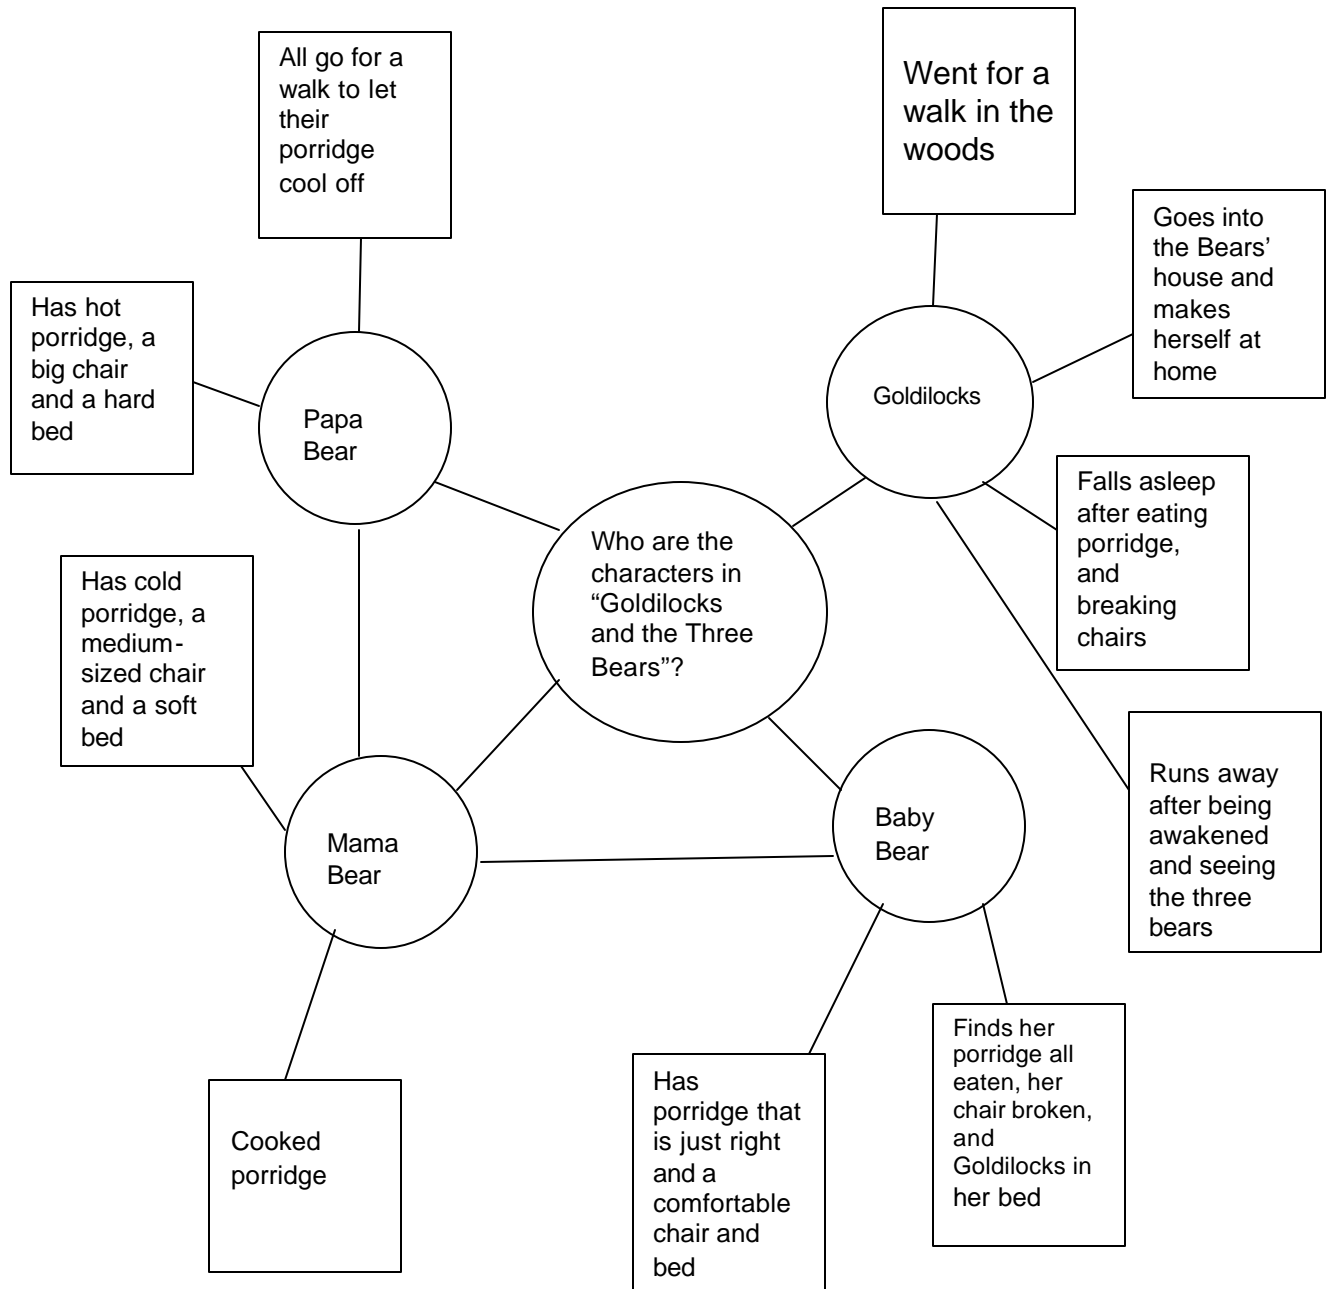 All go for a
walk to let
their
porridge
cool off
Went for a
walk in the
woods
Goes into
the Bears’
house and
makes
herself at
home
Has hot
porridge, a
big chair
and a hard
bed
Papa
Bear
Goldilocks
Falls asleep
after eating
porridge,
and
breaking
chairs
Who are the
characters in
“Goldilocks
and the Three
Bears”?
Has cold
porridge, a
medium-
sized chair
and a soft
bed
Runs away
after being
awakened
and seeing
the three
bears
Mama
Bear
Baby
Bear
Cooked
porridge
Has
porridge that
is just right
and a
comfortable
chair and
bed
Finds her
porridge all
eaten, her
chair broken,
and
Goldilocks in
her bed